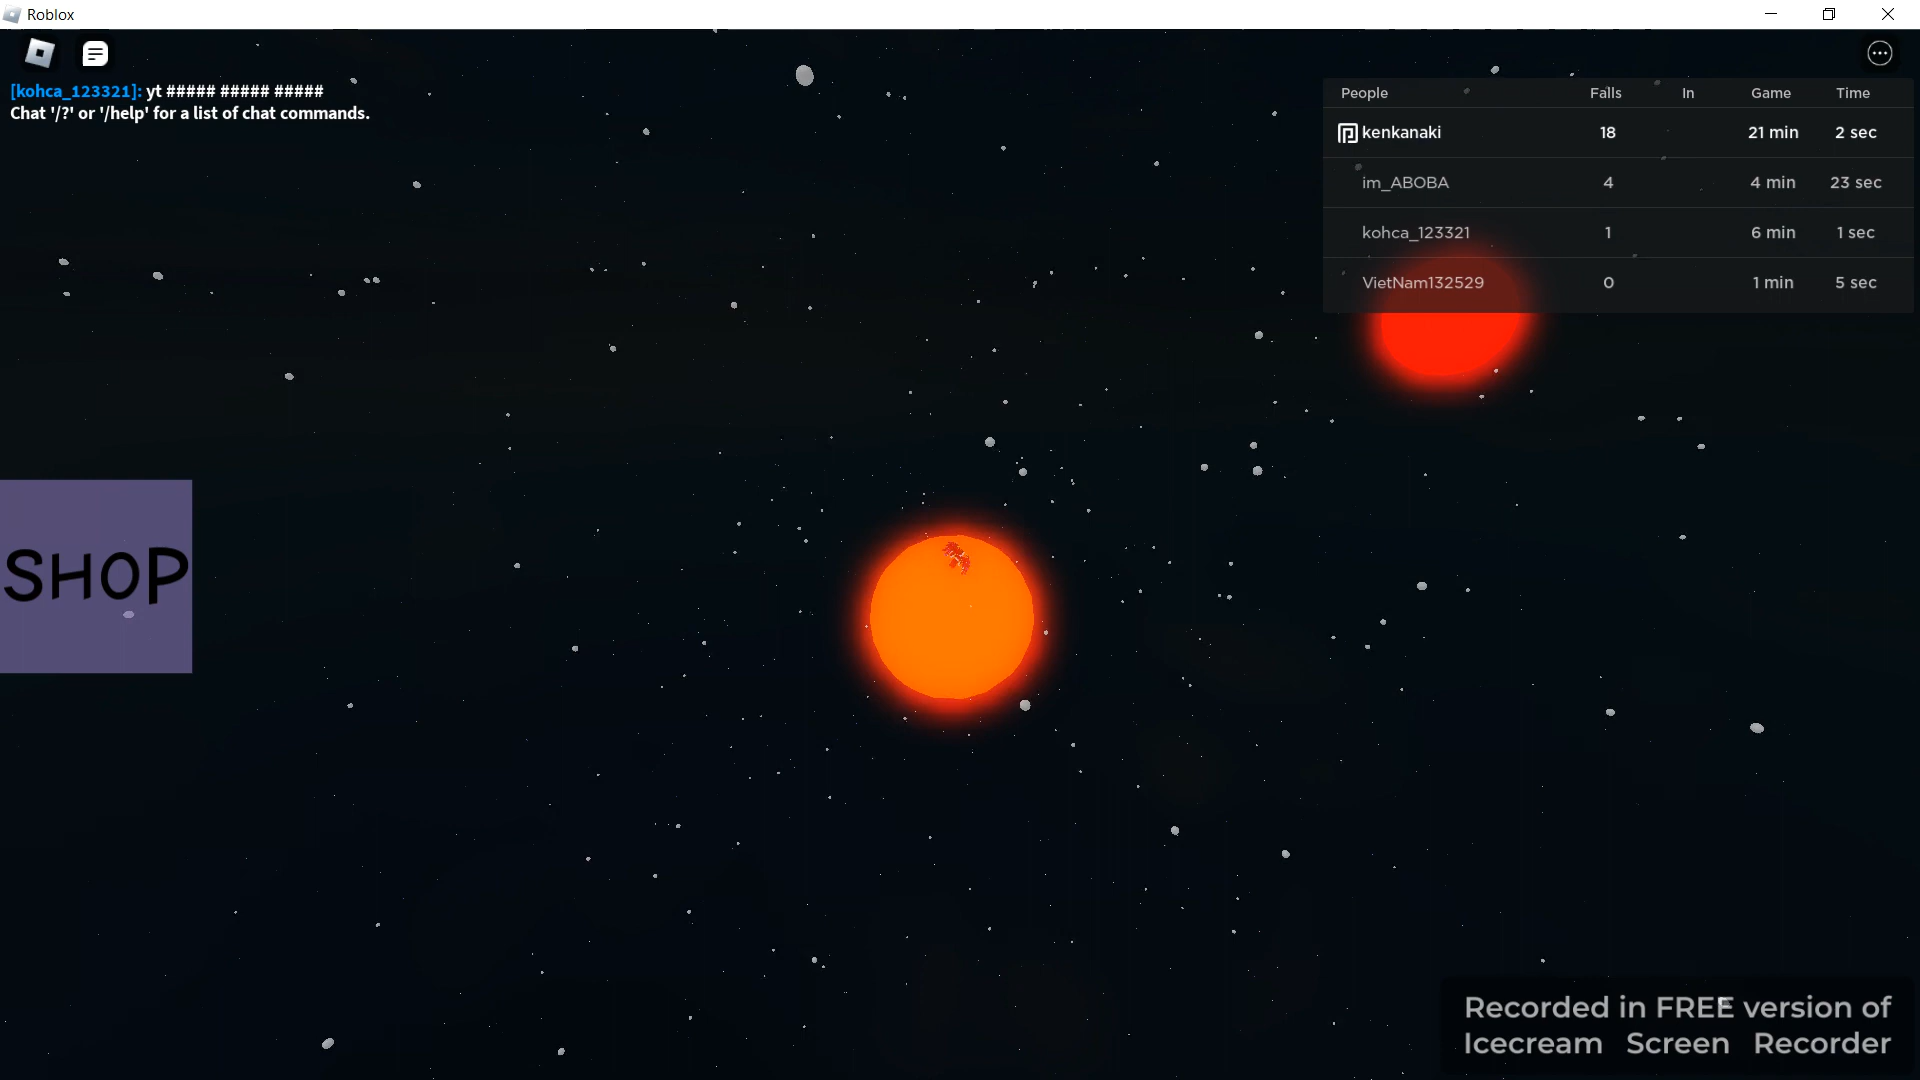 Roblox
[kohca_123321]: yt ##### ##### #####
Chat '/?' or '/help' for a list of chat commands.
People Falls In Game Time
kenkanaki 18 21 min 2 sec
im_ABOBA 4 4 min 23 sec
kohca_123321 1 6 min 1 sec
VietNam132529 0 1 min 5 sec
SHOP
Recorded in FREE version of
Icecream Screen Recorder